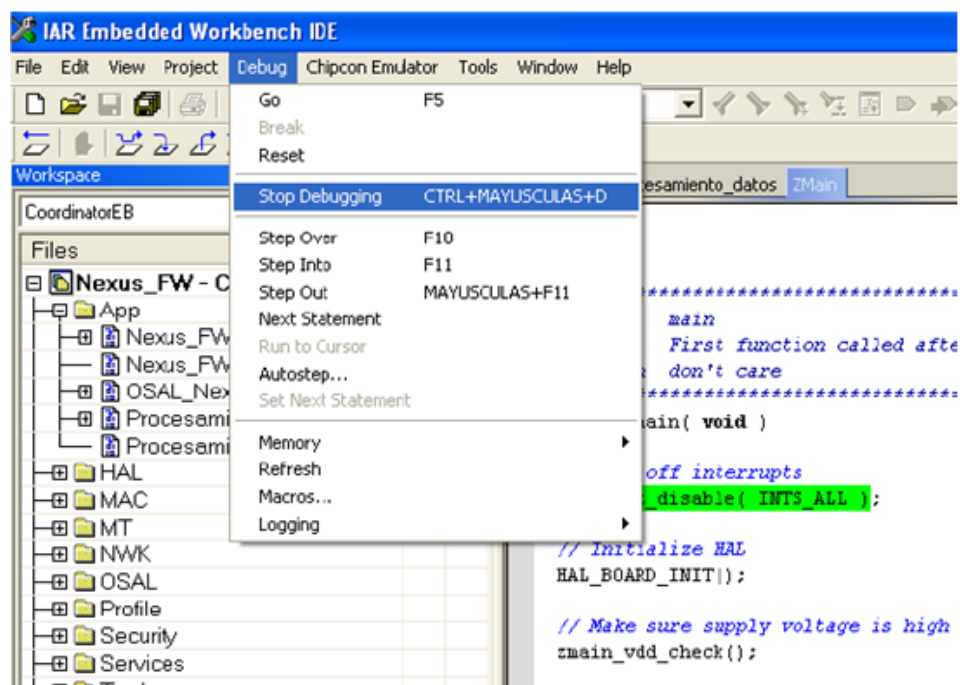 IAR Embedded Workbench IDE
File Edit View Project Debug Chipcon Emulator Tools Window Help
Go F5
Break
Reset
Workspace
Stop Debugging CTRL+MAYUSCULAS+D
esamiento_datos ZMain
CoordinatorEB
Step Over F10
Files
Step Into F11
Nexus_FW - C
Step Out MAYUSCULAS+F11
App
Next Statement
main
Nexus_FW
Run to Cursor
First function called afte
Nexus_FW
Autostep...
don't care
OSAL_Nex
Set Next Statement
Procesami
ain( void )
Procesami
Memory
HAL
Refresh
off interrupts
MAC
Macros...
_disable( INTS_ALL );
MT
Logging
NWK
// Initialize HAL
OSAL
HAL_BOARD_INIT();
Profile
Security
// Make sure supply voltage is high
Services
zmain_vdd_check();